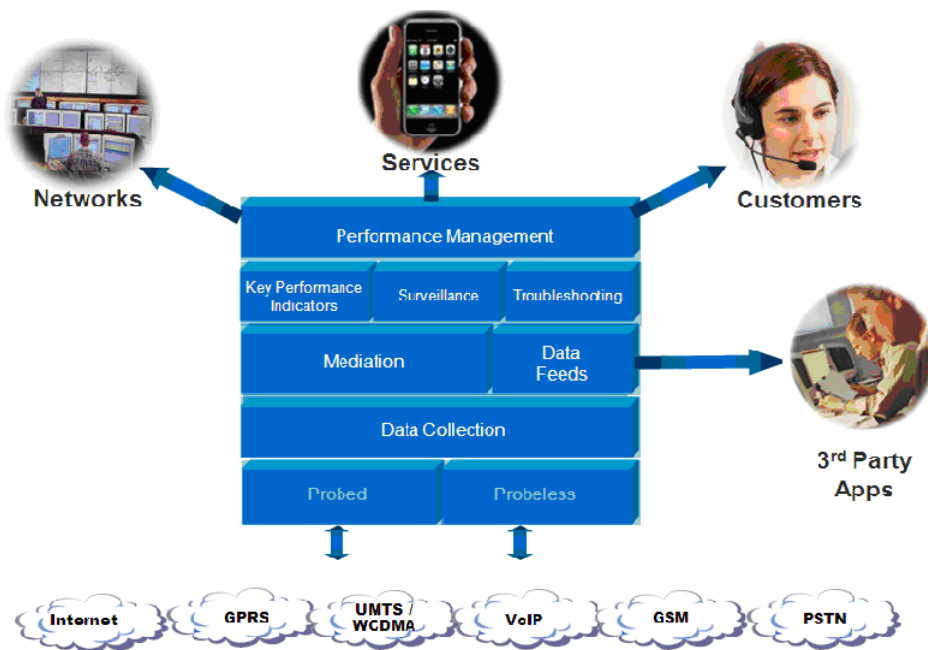 Services
Networks
Customers
Performance Management
Key Performance
Indicators
Surveillance
Troubleshooting
Mediation
Data
Feeds
Data Collection
3rd Party
Apps
Probed
Probeless
Internet
GPRS
UMTS /
WCDMA
VoIP
GSM
PSTN